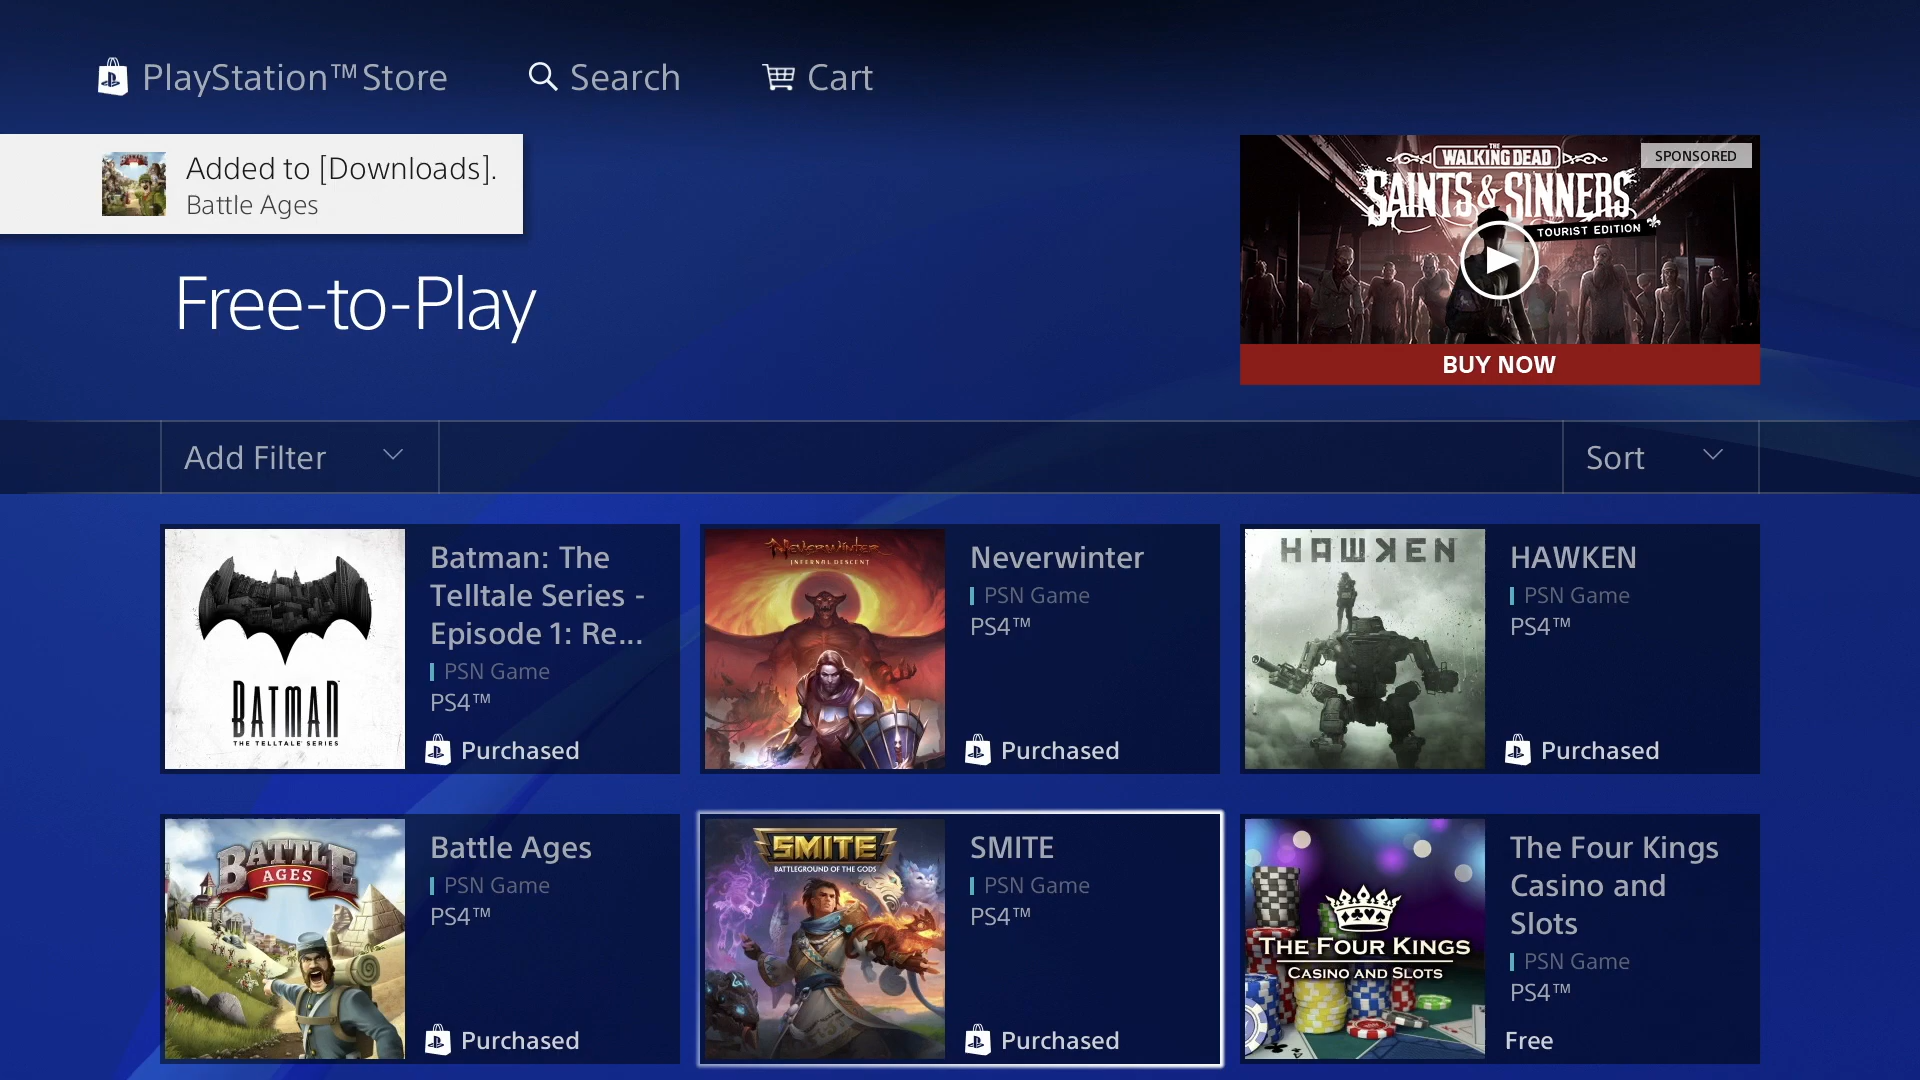 PlayStation™Store
Search
Cart
Added to [Downloads].
Battle Ages
Free-to-Play
SPONSORED
THE
WALKING DEAD
SAINTS & SINNERS
TOURIST EDITION
BUY NOW
Add Filter
Sort
BATMAN
THE TELLTALE SERIES
Batman: The
Telltale Series -
Episode 1: Re...
PSN Game
PS4™
Purchased
NEVERWINTER
INFERNAL DESCENT
Neverwinter
PSN Game
PS4™
Purchased
HAWKEN
HAWKEN
PSN Game
PS4™
Purchased
BATTLE
AGES
Battle Ages
PSN Game
PS4™
Purchased
SMITE
BATTLEGROUND OF THE GODS
SMITE
PSN Game
PS4™
Purchased
THE FOUR KINGS
CASINO AND SLOTS
The Four Kings
Casino and
Slots
PSN Game
PS4™
Free